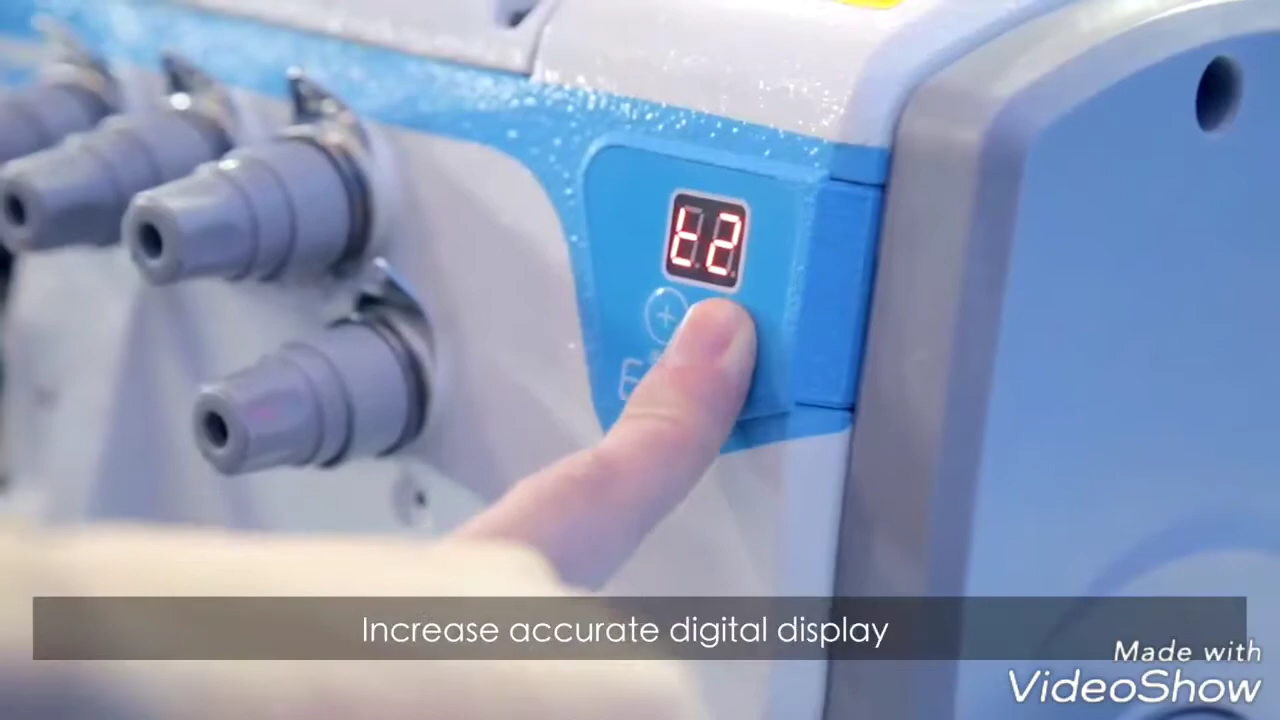 t2
+
E
Increase accurate digital display
Made with
VideoShow